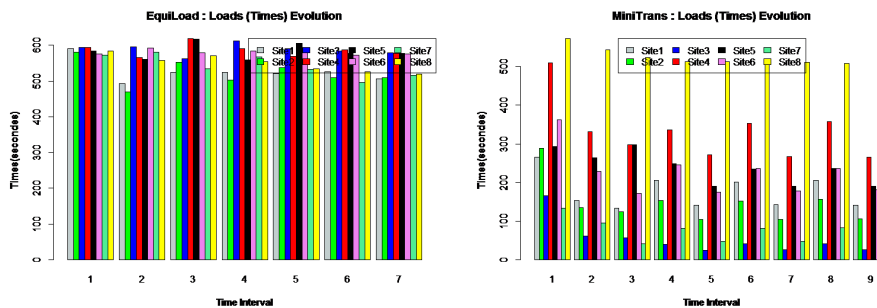 EquiLoad : Loads (Times) Evolution
Times(secondes)
600
500
400
300
200
100
0
Site1 Site3 Site5 Site7
Site2 Site4 Site6 Site8
1 2 3 4 5 6 7
Time Interval
MiniTrans : Loads (Times) Evolution
Times(secondes)
500
400
300
200
100
0
Site1 Site3 Site5 Site7
Site2 Site4 Site6 Site8
1 2 3 4 5 6 7 8 9
Time Interval